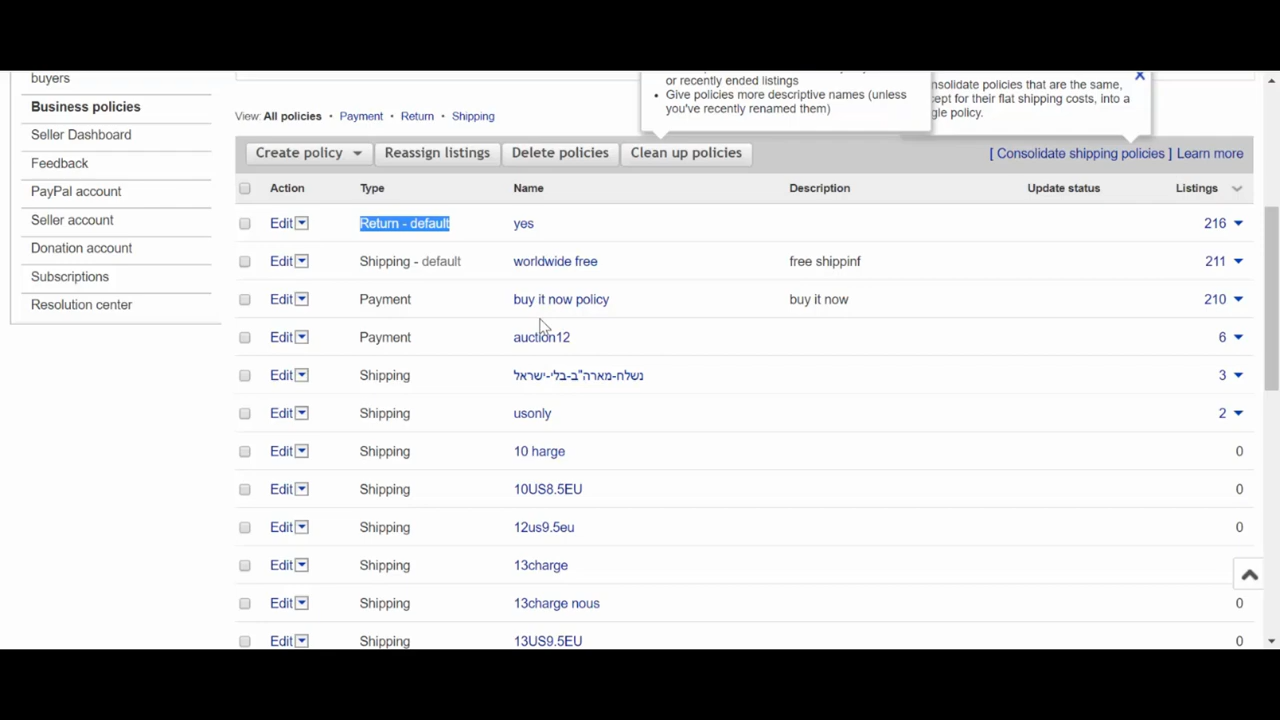 buyers
Business policies
Seller Dashboard
Feedback
PayPal account
Seller account
Donation account
Subscriptions
Resolution center
or recently ended listings
• Give policies more descriptive names (unless
you've recently renamed them)
nsolidate policies that are the same,
cept for their flat shipping costs, into a
gle policy.
View: All policies • Payment • Return • Shipping
Create policy Reassign listings Delete policies Clean up policies [ Consolidate shipping policies ] Learn more
Action Type Name Description Update status Listings
Edit Return - default yes 216
Edit Shipping - default worldwide free free shippinf 211
Edit Payment buy it now policy buy it now 210
Edit Payment auction12 6
Edit Shipping נשלח-מארה"ב-בלי-ישראל 3
Edit Shipping usonly 2
Edit Shipping 10 harge 0
Edit Shipping 10US8.5EU 0
Edit Shipping 12us9.5eu 0
Edit Shipping 13charge
Edit Shipping 13charge nous 0
Edit Shipping 13US9.5EU 0